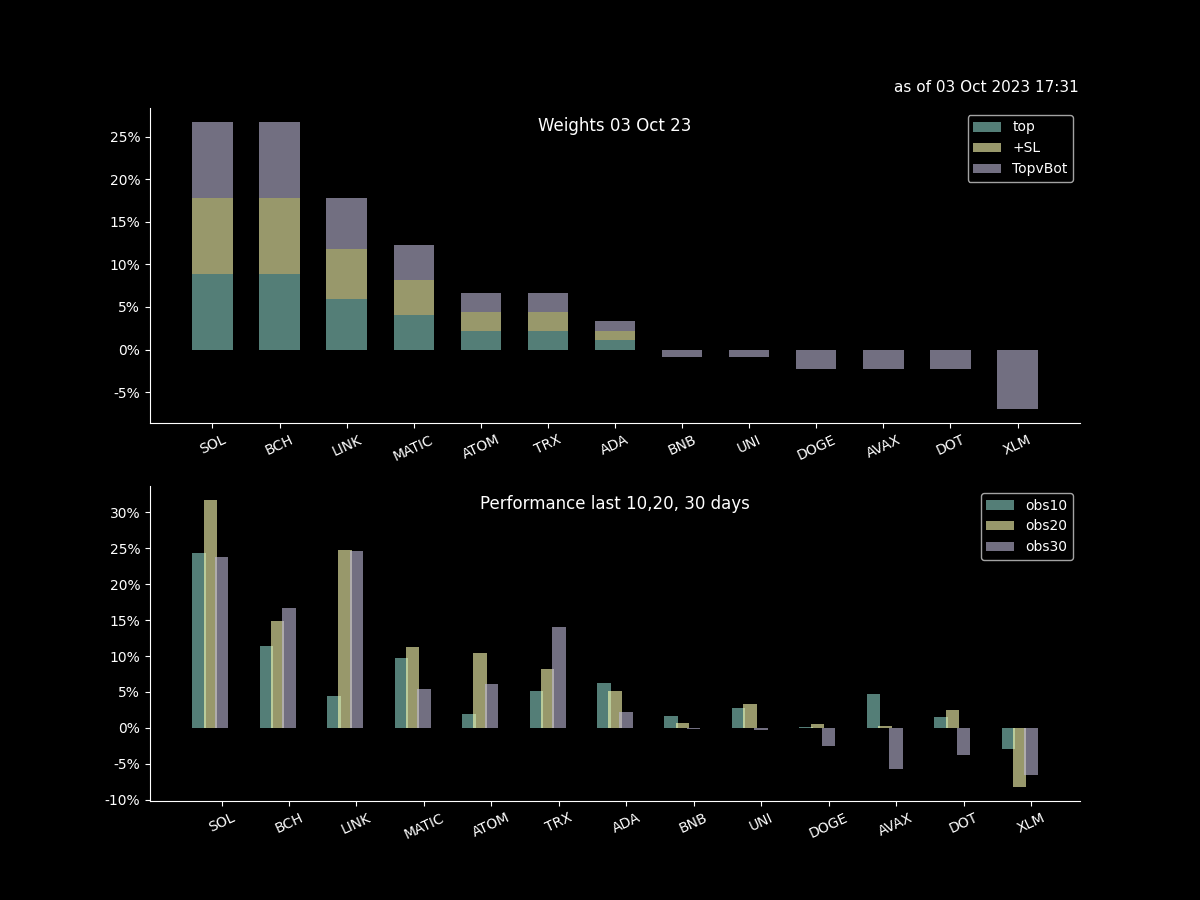 as of 03 Oct 2023 17:31
Weights 03 Oct 23
top
+SL
TopvBot
25%
20%
15%
10%
5%
0%
-5%
SOL BCH LINK MATIC ATOM TRX ADA BNB UNI DOGE AVAX DOT XLM
Performance last 10,20, 30 days
obs10
obs20
obs30
30%
25%
20%
15%
10%
5%
0%
-5%
-10%
SOL BCH LINK MATIC ATOM TRX ADA BNB UNI DOGE AVAX DOT XLM